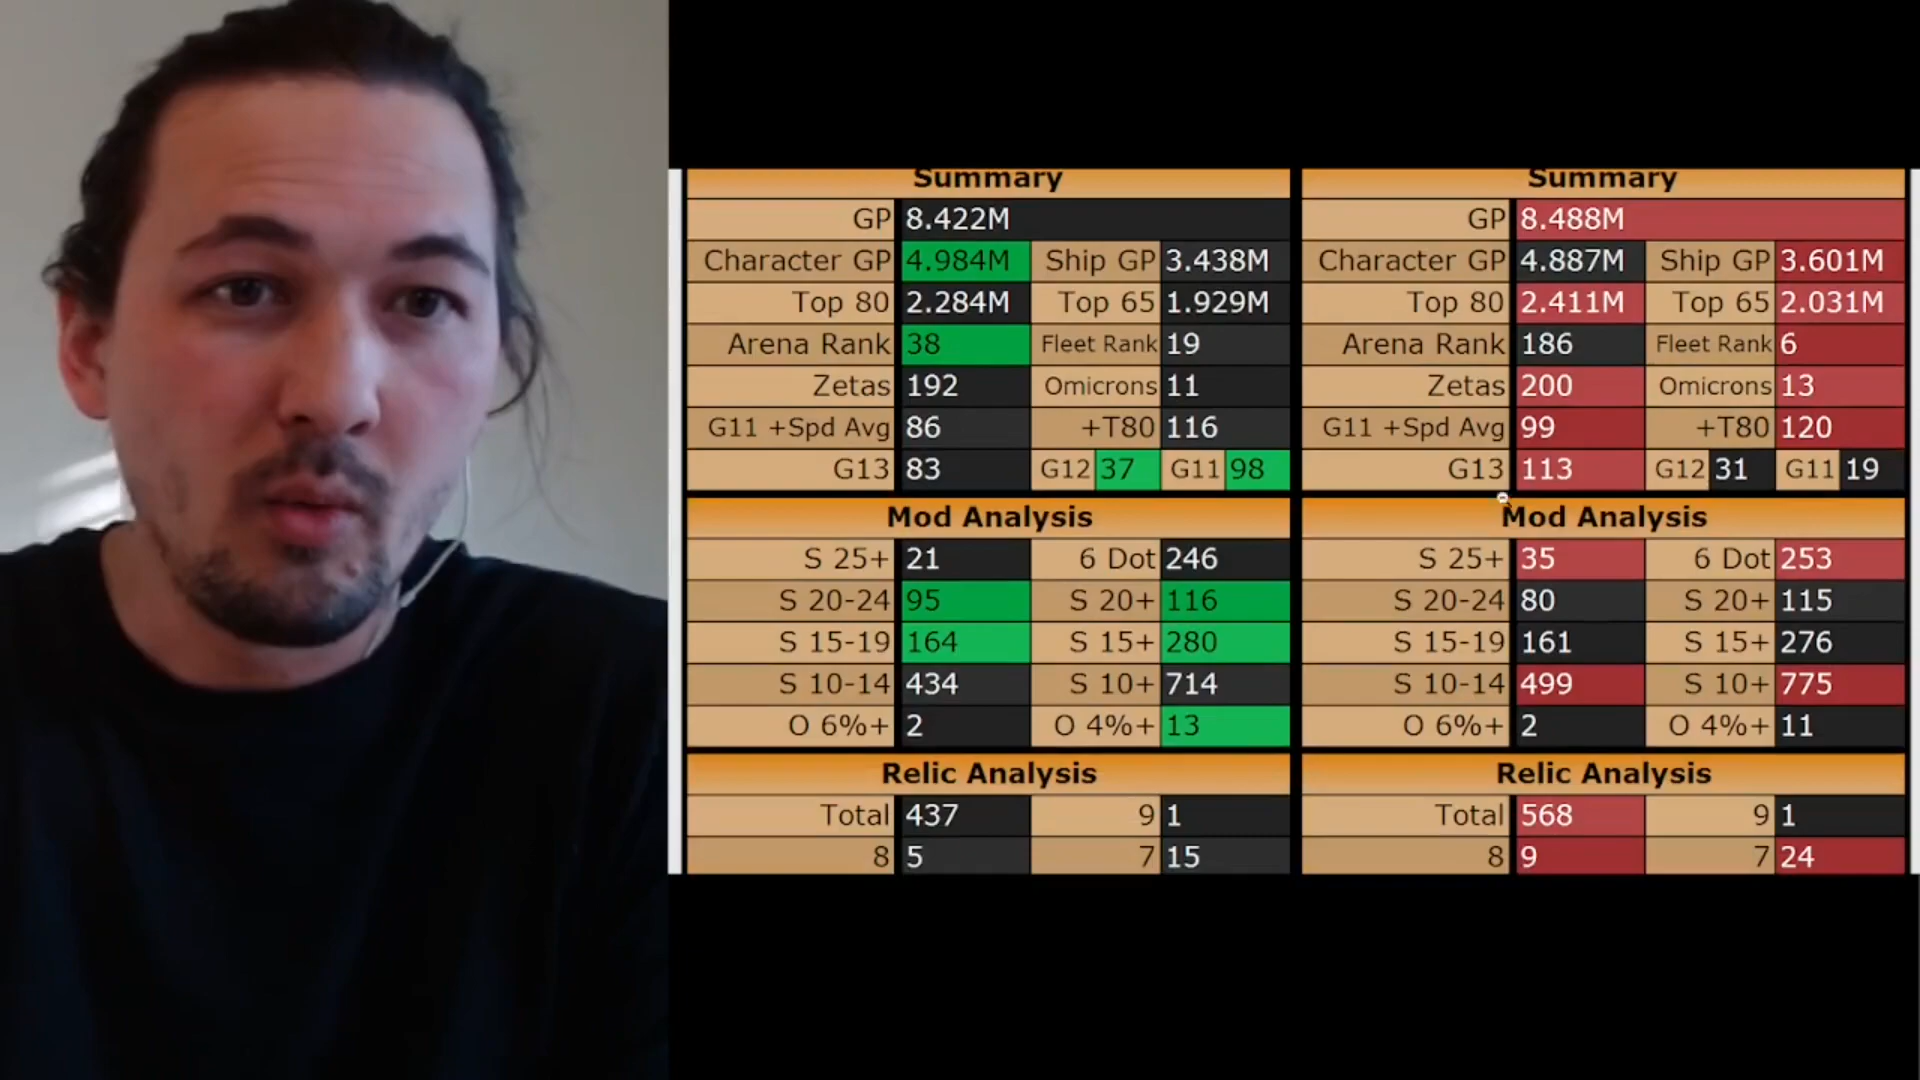 Summary
GP 8.422M
Character GP 4.984M Ship GP 3.438M
Top 80 2.284M Top 65 1.929M
Arena Rank 38 Fleet Rank 19
Zetas 192 Omicrons 11
G11 +Spd Avg 86 +T80 116
G13 83 G12 37 G11 98
Mod Analysis
S 25+ 21 6 Dot 246
S 20-24 95 S 20+ 116
S 15-19 164 S 15+ 280
S 10-14 434 S 10+ 714
O 6%+ 2 O 4%+ 13
Relic Analysis
Total 437 9 1
8 5 7 15
Summary
GP 8.488M
Character GP 4.887M Ship GP 3.601M
Top 80 2.411M Top 65 2.031M
Arena Rank 186 Fleet Rank 6
Zetas 200 Omicrons 13
G11 +Spd Avg 99 +T80 120
G13 113 G12 31 G11 19
Mod Analysis
S 25+ 35 6 Dot 253
S 20-24 80 S 20+ 115
S 15-19 161 S 15+ 276
S 10-14 499 S 10+ 775
O 6%+ 2 O 4%+ 11
Relic Analysis
Total 568 9 1
8 9 7 24